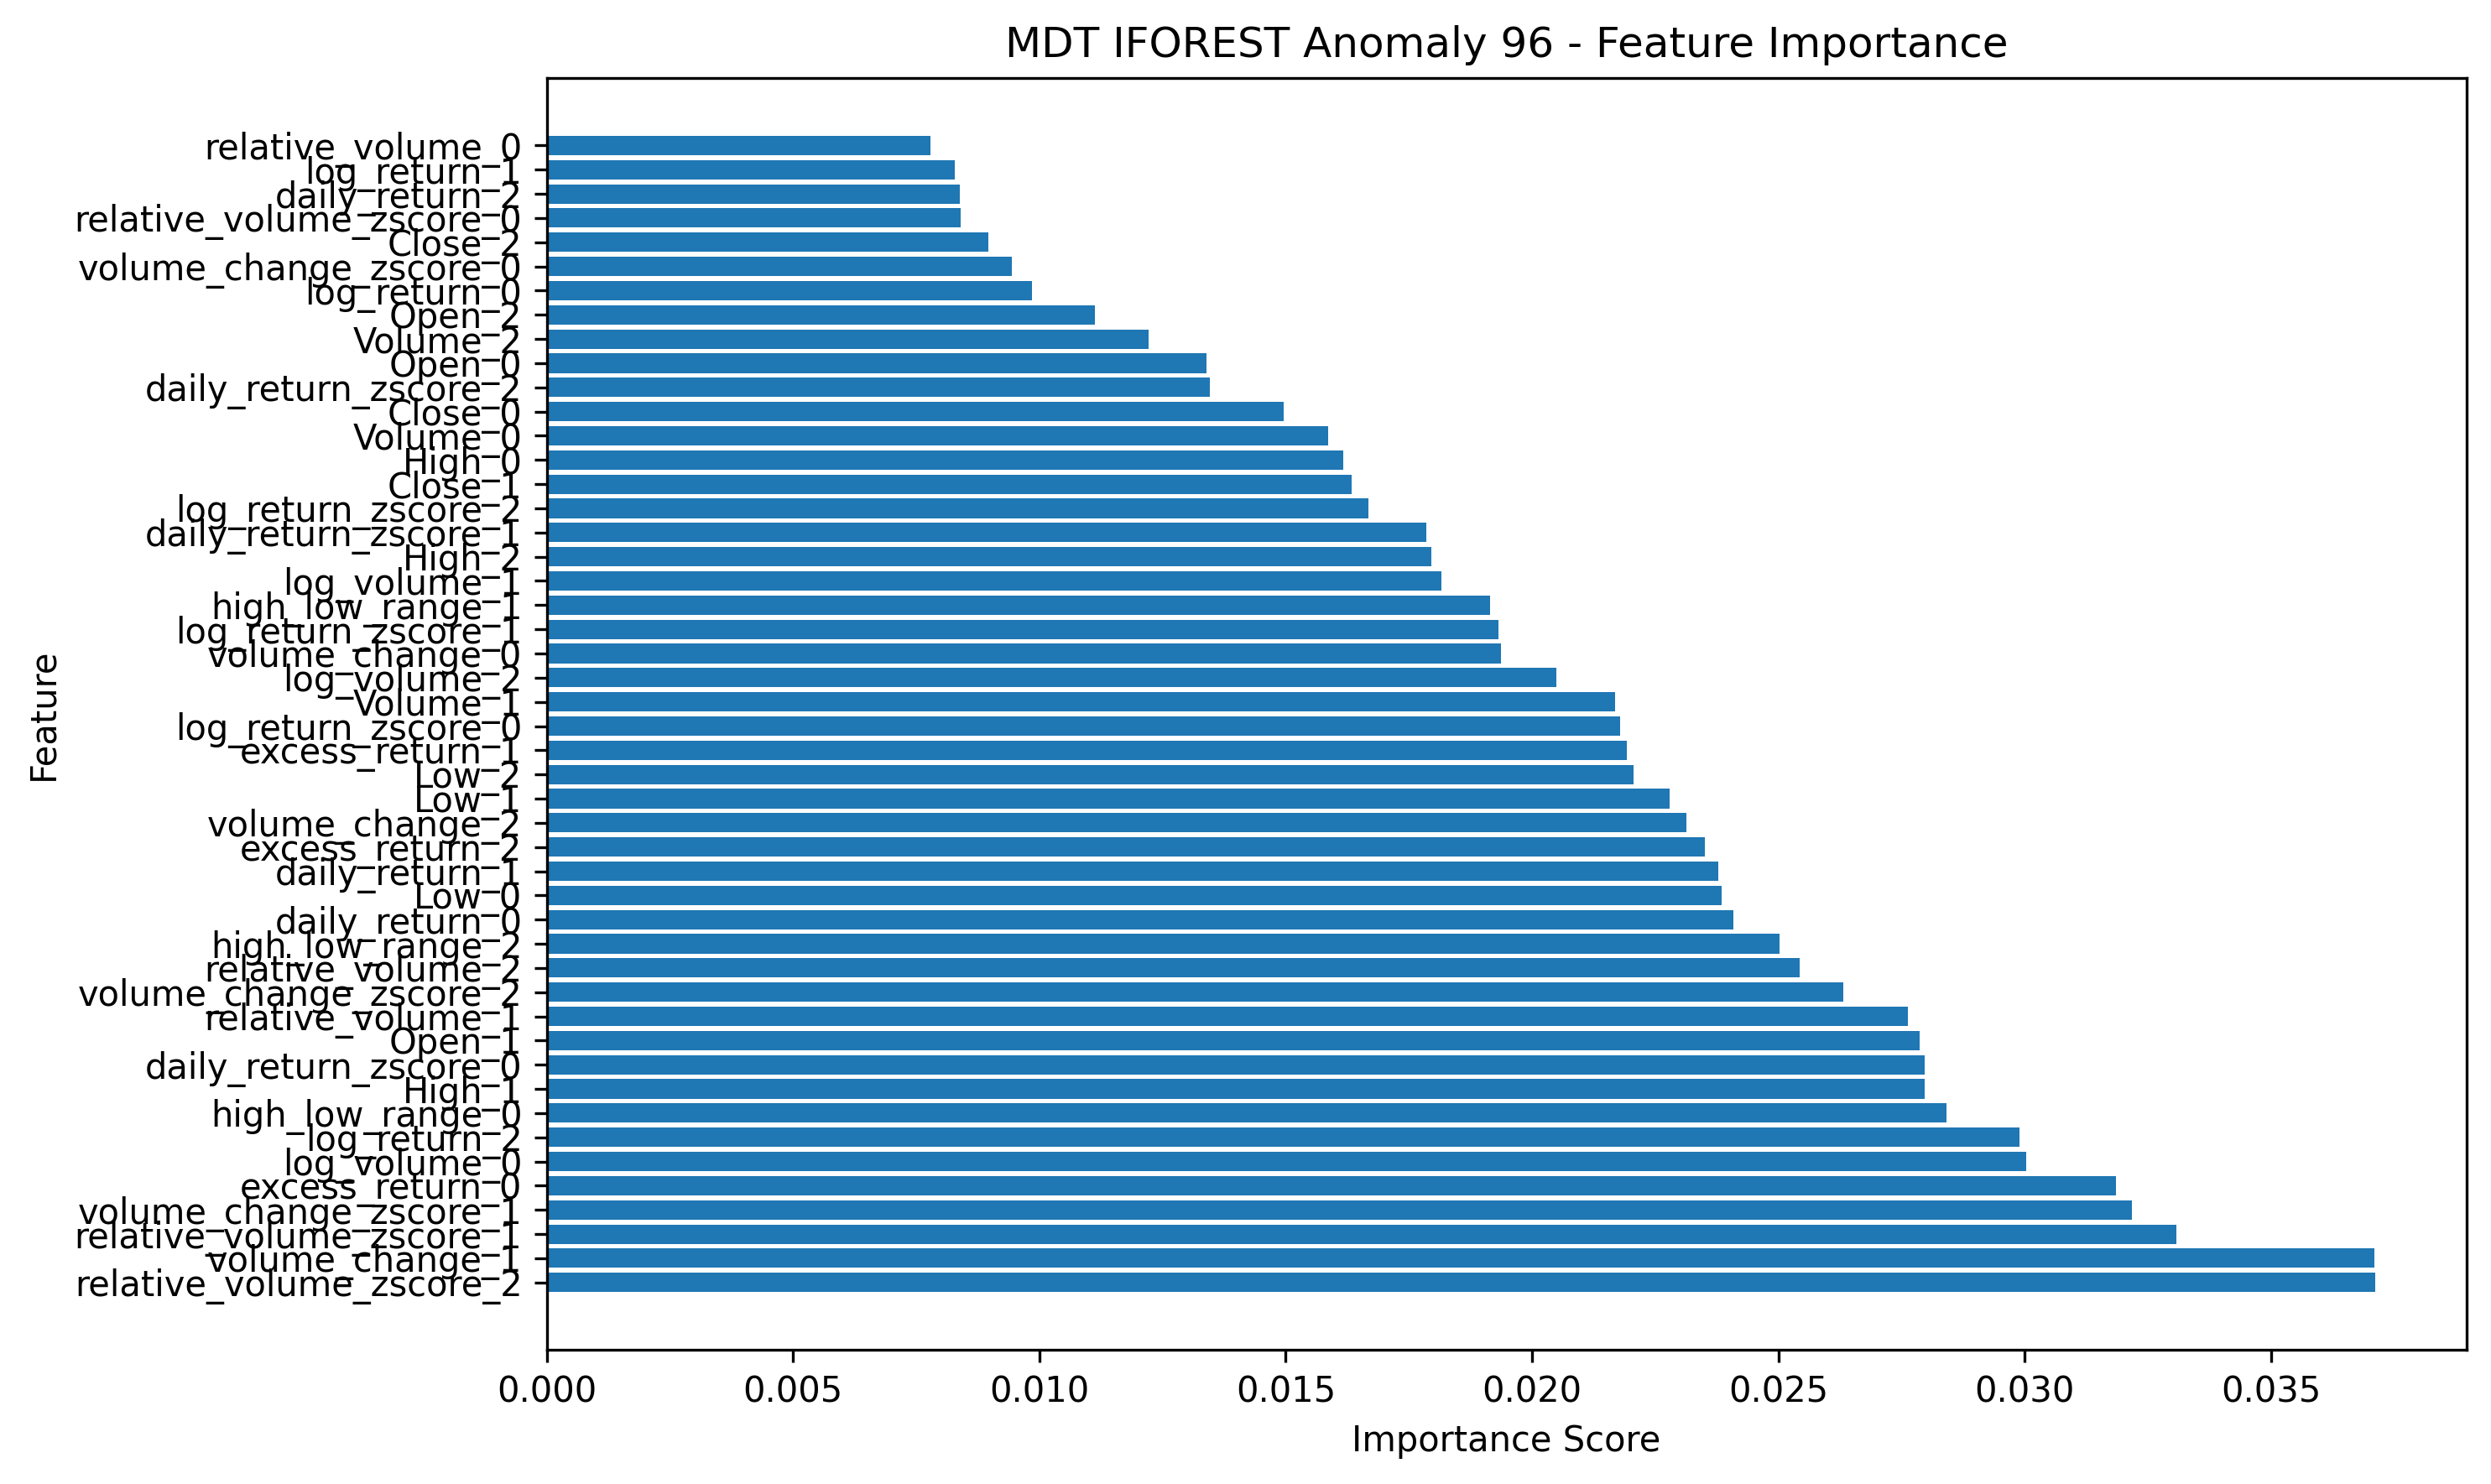 MDT IFOREST Anomaly 96 - Feature Importance
relative_volume_0
log_return_1
daily_return_2
relative_volume_zscore_0
Close_2
volume_change_zscore_0
log_return_0
Open_2
Volume_2
Open_0
daily_return_zscore_2
Close_0
Volume_0
High_0
Close_1
log_return_zscore_2
daily_return_zscore_1
High_2
log_volume_1
high_low_range_1
log_return_zscore_1
volume_change_0
log_volume_2
Volume_1
log_return_zscore_0
excess_return_1
Low_2
Low_1
volume_change_2
excess_return_2
daily_return_1
Low_0
daily_return_0
high_low_range_2
relative_volume_2
volume_change_zscore_2
relative_volume_1
Open_1
daily_return_zscore_0
High_1
high_low_range_0
log_return_2
log_volume_0
excess_return_0
volume_change_zscore_1
relative_volume_zscore_1
volume_change_1
relative_volume_zscore_2
Feature
0.000 0.005 0.010 0.015 0.020 0.025 0.030 0.035
Importance Score